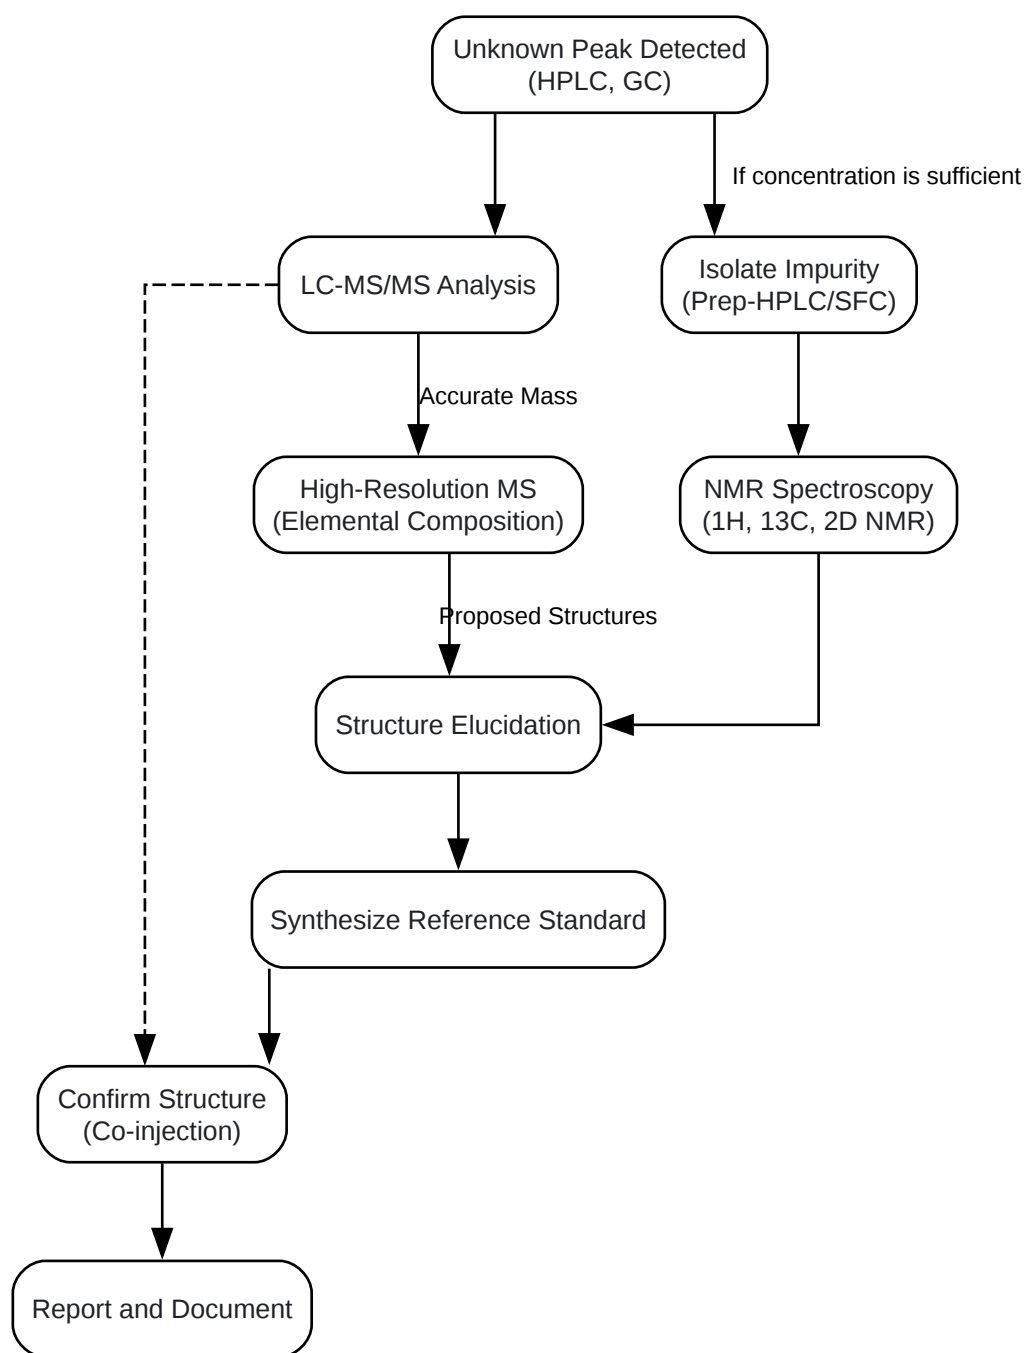 Unknown Peak Detected
(HPLC, GC)
If concentration is sufficient
LC-MS/MS Analysis
Isolate Impurity
(Prep-HPLC/SFC)
Accurate Mass
High-Resolution MS
(Elemental Composition)
NMR Spectroscopy
(1H, 13C, 2D NMR)
Proposed Structures
Structure Elucidation
Synthesize Reference Standard
Confirm Structure
(Co-injection)
Report and Document